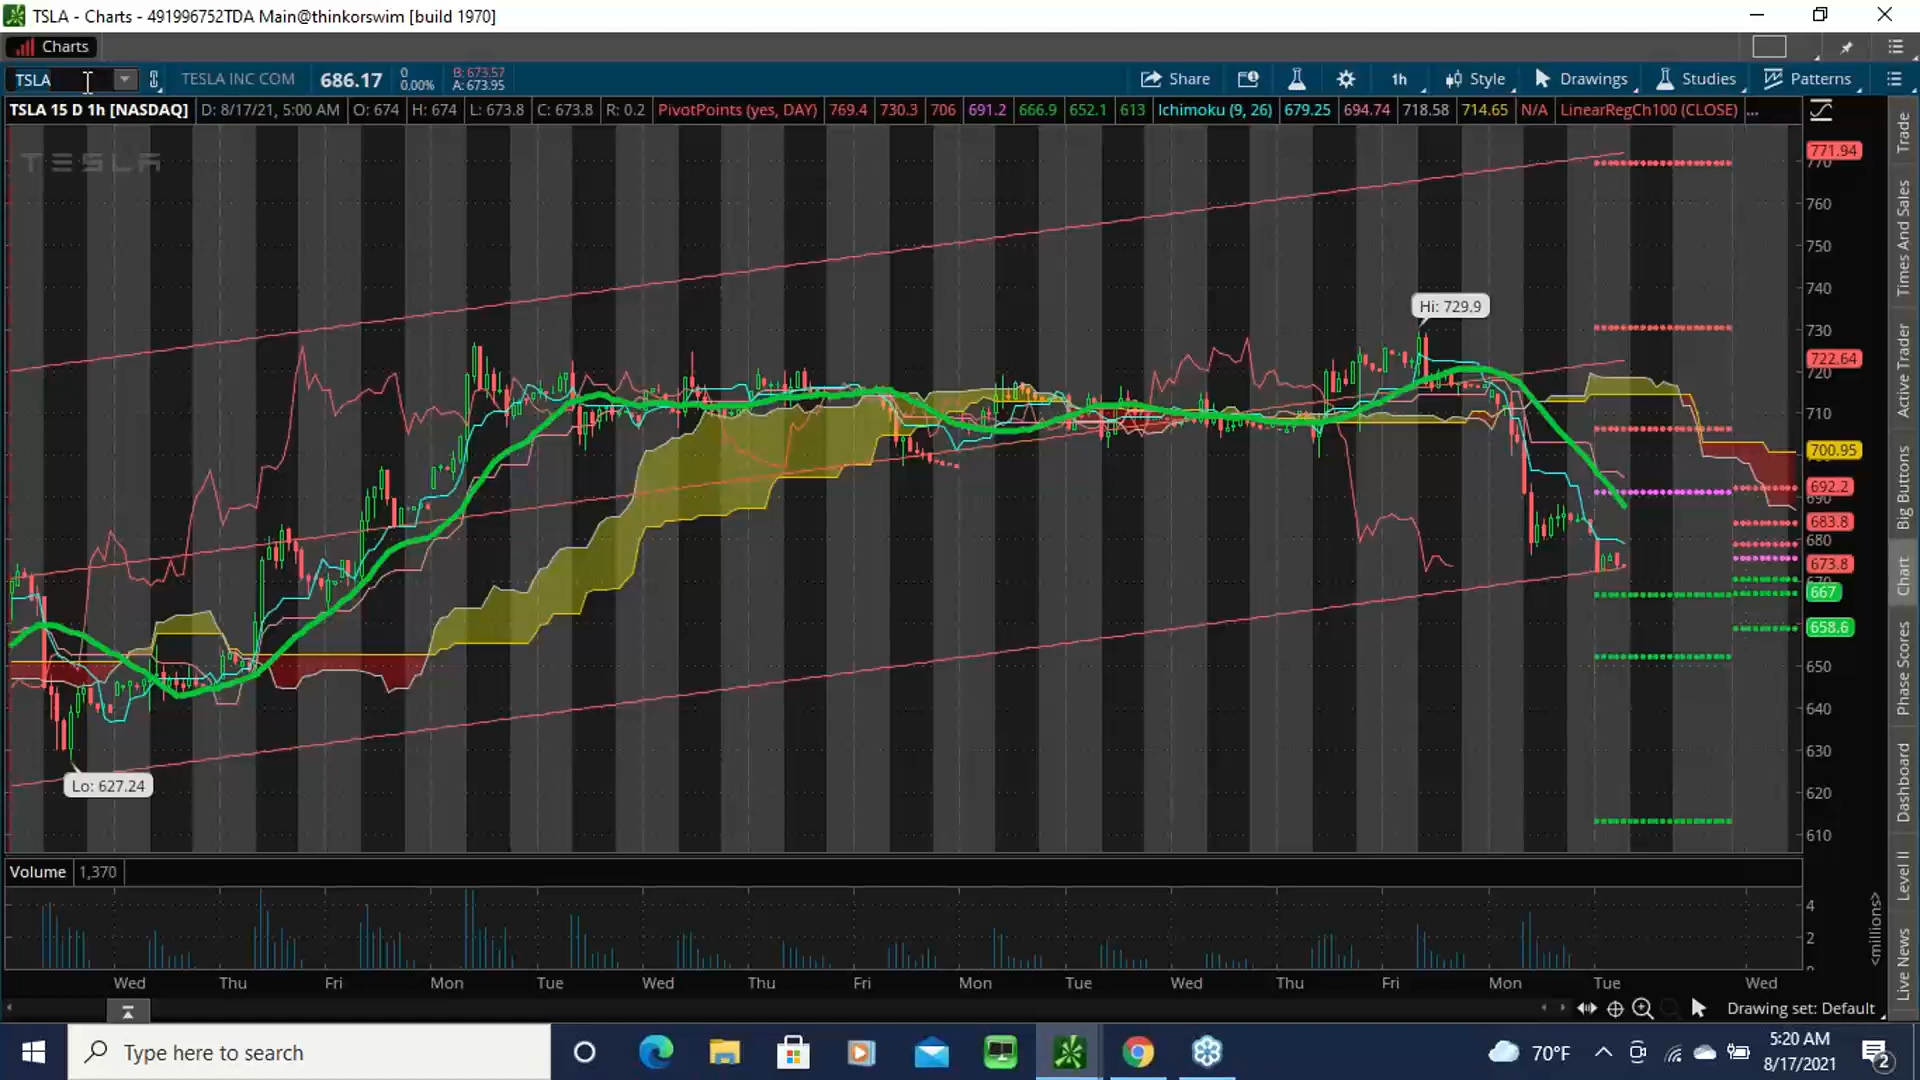 TSLA - Charts - 491996752TDA Main@thinkorswim [build 1970]
Charts
TSLA
TESLA INC COM
686.17
0
0.00%
B: 673.57
A: 673.95
Share
1h
Style
Drawings
Studies
Patterns
TSLA 15 D 1h [NASDAQ]
D: 8/17/21, 5:00 AM
O: 674
H: 674
L: 673.8
C: 673.8
R: 0.2
PivotPoints (yes, DAY)
769.4
730.3
706
691.2
666.9
652.1
613
Ichimoku (9, 26)
679.25
694.74
718.58
714.65
N/A
LinearRegCh100 (CLOSE)
...
TESLA
771.94
770
760
750
740
730
722.64
720
710
700.95
692.2
690
683.8
680
673.8
670
667
658.6
650
640
630
620
610
Hi: 729.9
Lo: 627.24
Trade
Times And Sales
Active Trader
Big Buttons
Chart
Phase Scores
Dashboard
Level II
Live News
Volume
1,370
4
2
0
<millions>
Wed
Thu
Fri
Mon
Tue
Wed
Thu
Fri
Mon
Tue
Wed
Thu
Fri
Mon
Tue
Wed
Drawing set: Default
Type here to search
70°F
5:20 AM
8/17/2021
2